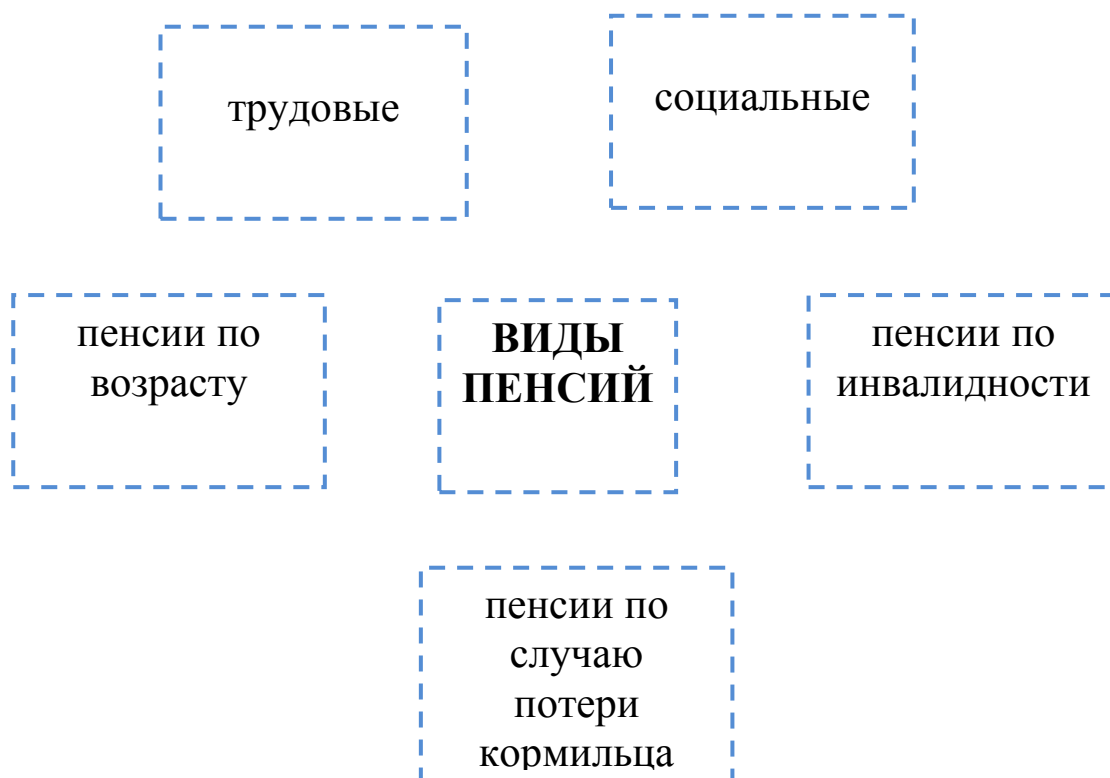 трудовые
социальные
пенсии по
возрасту
ВИДЫ
ПЕНСИЙ
пенсии по
инвалидности
пенсии по
случаю
потери
кормильца